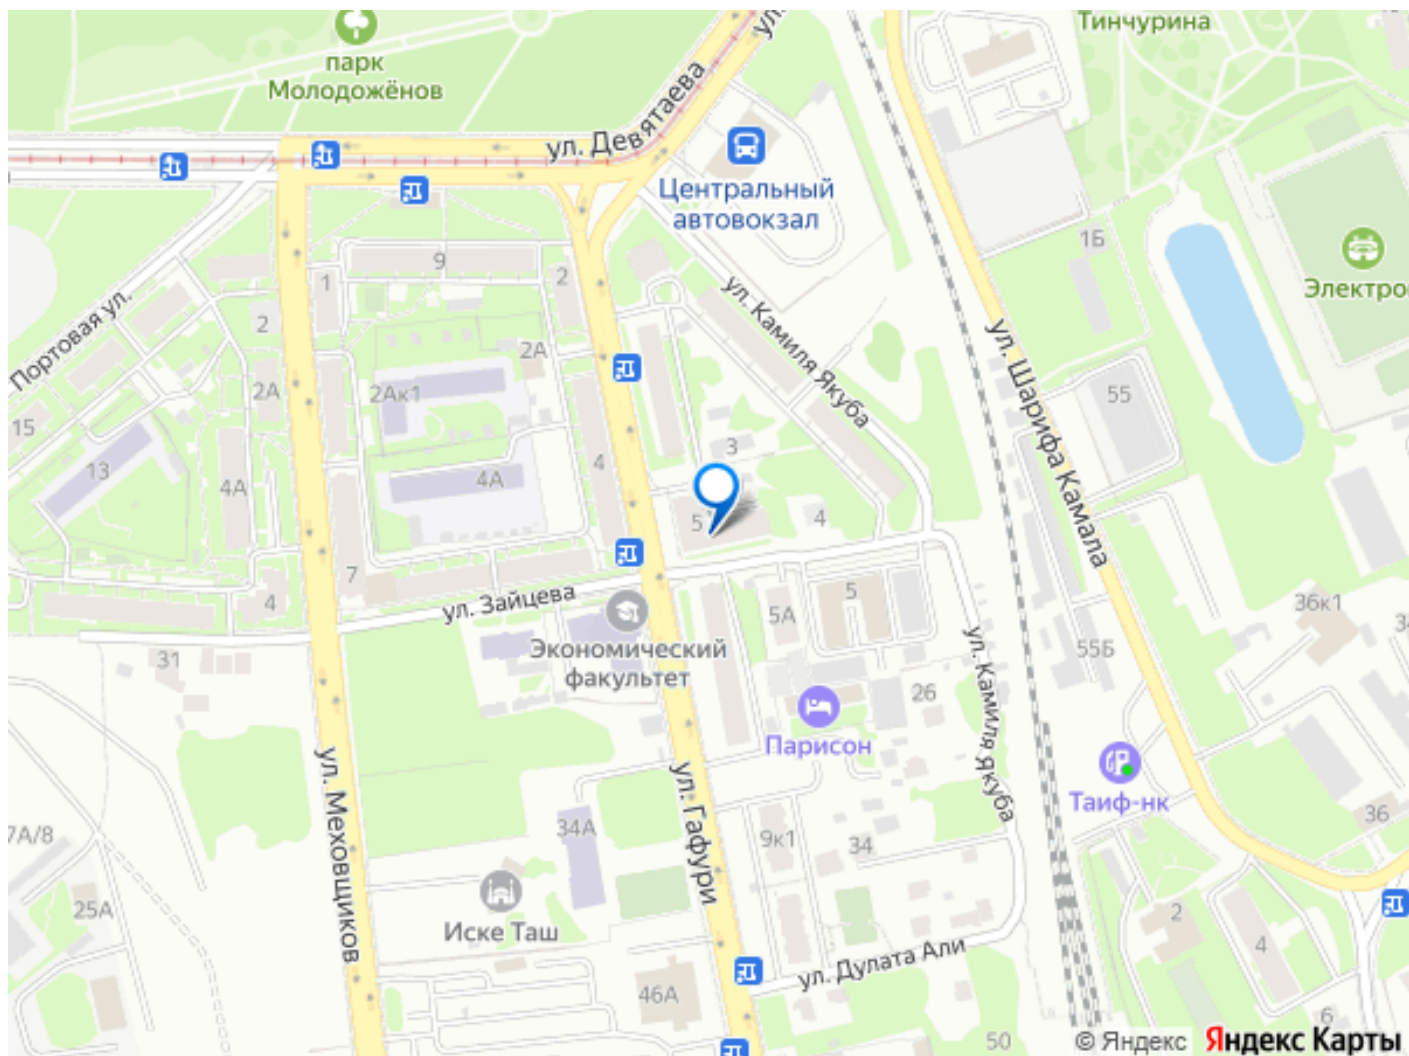 Тинчурина
ул.
парк
Молодожёнов
ул. Девятаева
Центральный
автовокзал
1Б
Электро
9
2
1
ул. Камиля Якуба
Портовая ул.
2
2А
ул. Шарифа Камала
2А
2Ак1
55
15
3
13
4А
4А
4
5
4
7
ул. Зайцева
4
5А
5
36к1
34
Экономический
факультет
31
55Б
ул. Камиля Якуба
26
Парисон
ул. Меховщиков
ул. Гафури
Таиф-нк
7А/8
34А
9к1
34
36
25А
Иске Таш
2
4
ул. Дулата Али
46А
6
50
© Яндекс Яндекс Карты